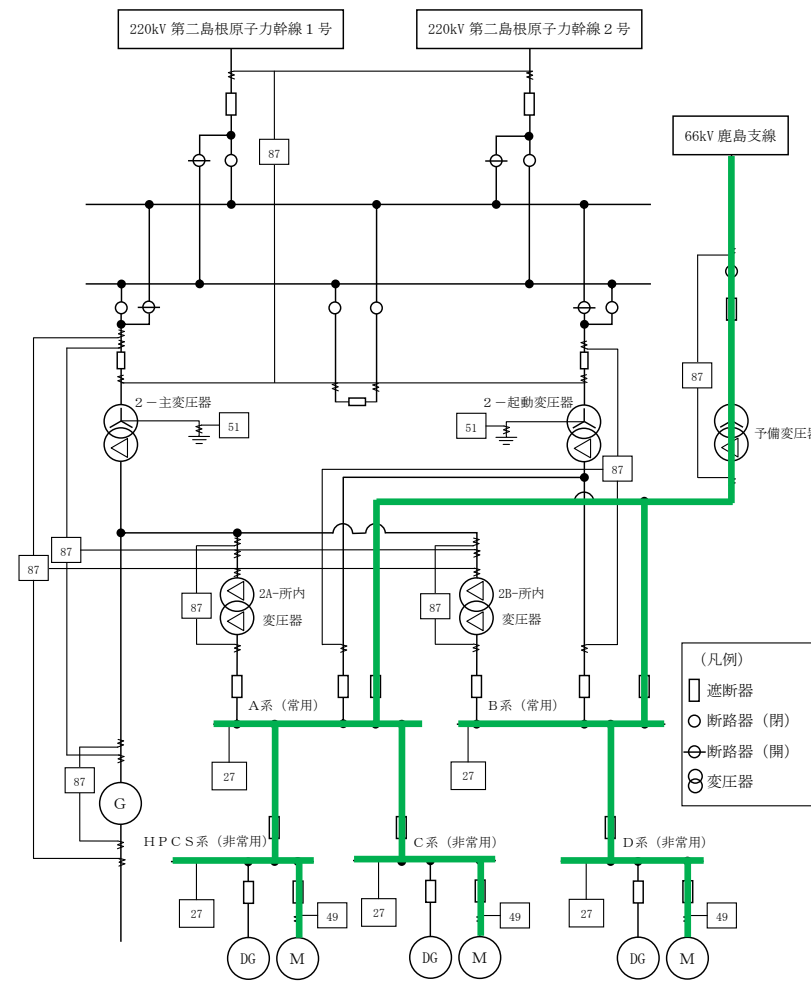 220kV 第二島根原子力幹線１号
220kV 第二島根原子力幹線２号
66kV 鹿島支線
87
87
２－主変圧器
51
２－起動変圧器
51
予備変圧
87
87
87
87
2A-所内
変圧器
87
2B-所内
変圧器
（凡例）
遮断器
断路器（閉）
断路器（開）
変圧器
Ａ系（常用）
Ｂ系（常用）
27
27
87
G
ＨＰＣＳ系（非常用）
Ｃ系（非常用）
Ｄ系（非常用）
27
49
27
49
27
49
DG
M
DG
M
DG
M